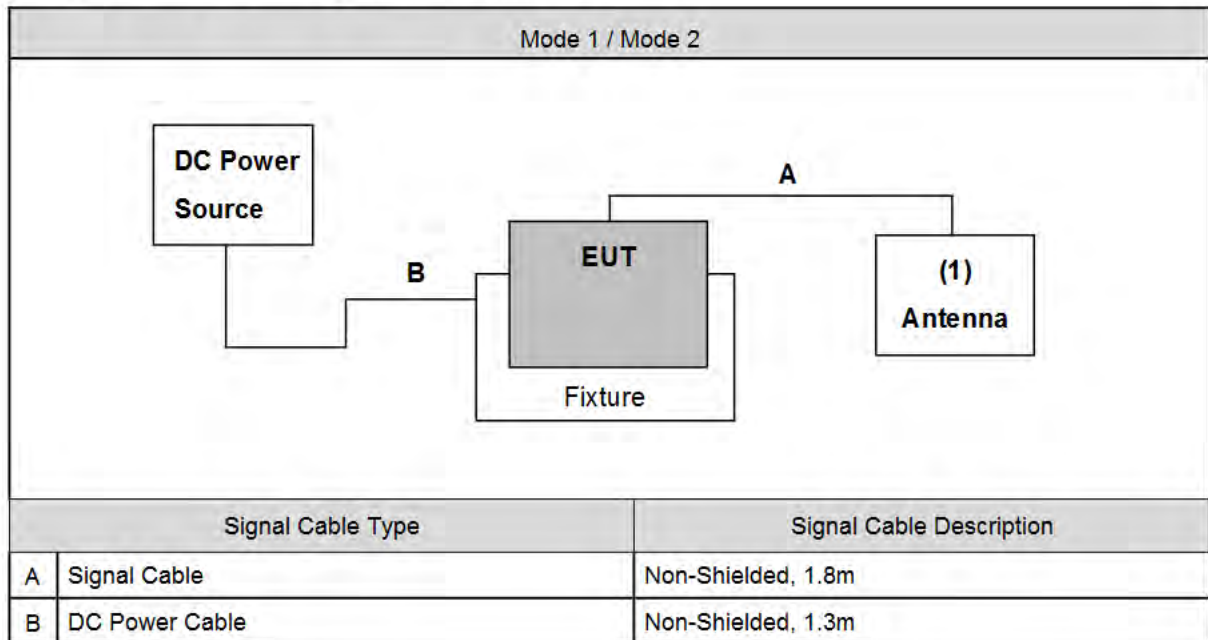 Mode 1 / Mode 2
DC Power
Source
A
B
EUT
(1)
Antenna
Fixture
Signal Cable Type Signal Cable Description
A Signal Cable Non-Shielded, 1.8m
B DC Power Cable Non-Shielded, 1.3m